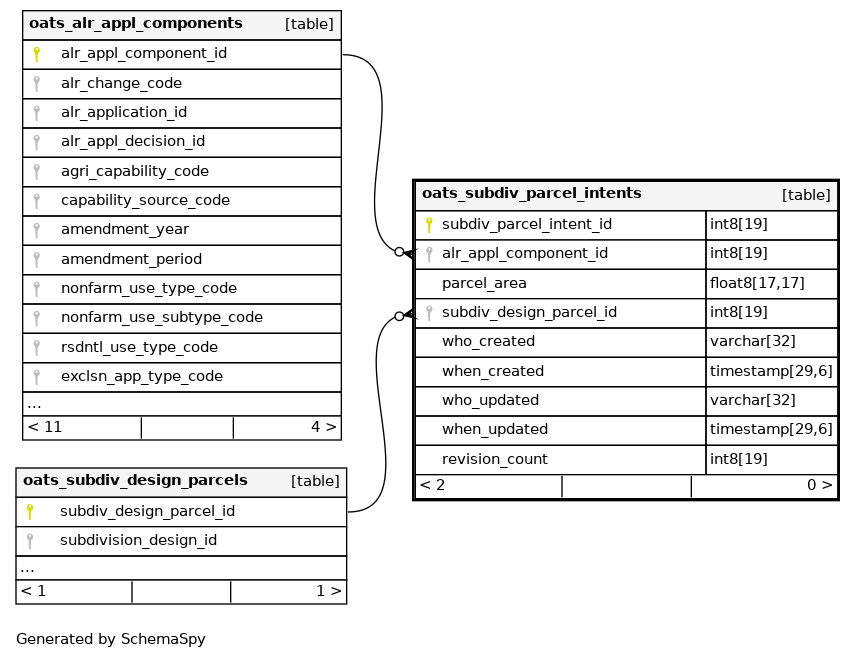 oats_alr_appl_components [table]
alr_appl_component_id
alr_change_code
alr_application_id
alr_appl_decision_id
agri_capability_code
capability_source_code
amendment_year
amendment_period
nonfarm_use_type_code
nonfarm_use_subtype_code
rsdntl_use_type_code
exclsn_app_type_code
...
< 11 4 >
oats_subdiv_parcel_intents [table]
subdiv_parcel_intent_id int8[19]
alr_appl_component_id int8[19]
parcel_area float8[17,17]
subdiv_design_parcel_id int8[19]
who_created varchar[32]
when_created timestamp[29,6]
who_updated varchar[32]
when_updated timestamp[29,6]
revision_count int8[19]
< 2 0 >
oats_subdiv_design_parcels [table]
subdiv_design_parcel_id
subdivision_design_id
...
< 1 1 >
Generated by SchemaSpy